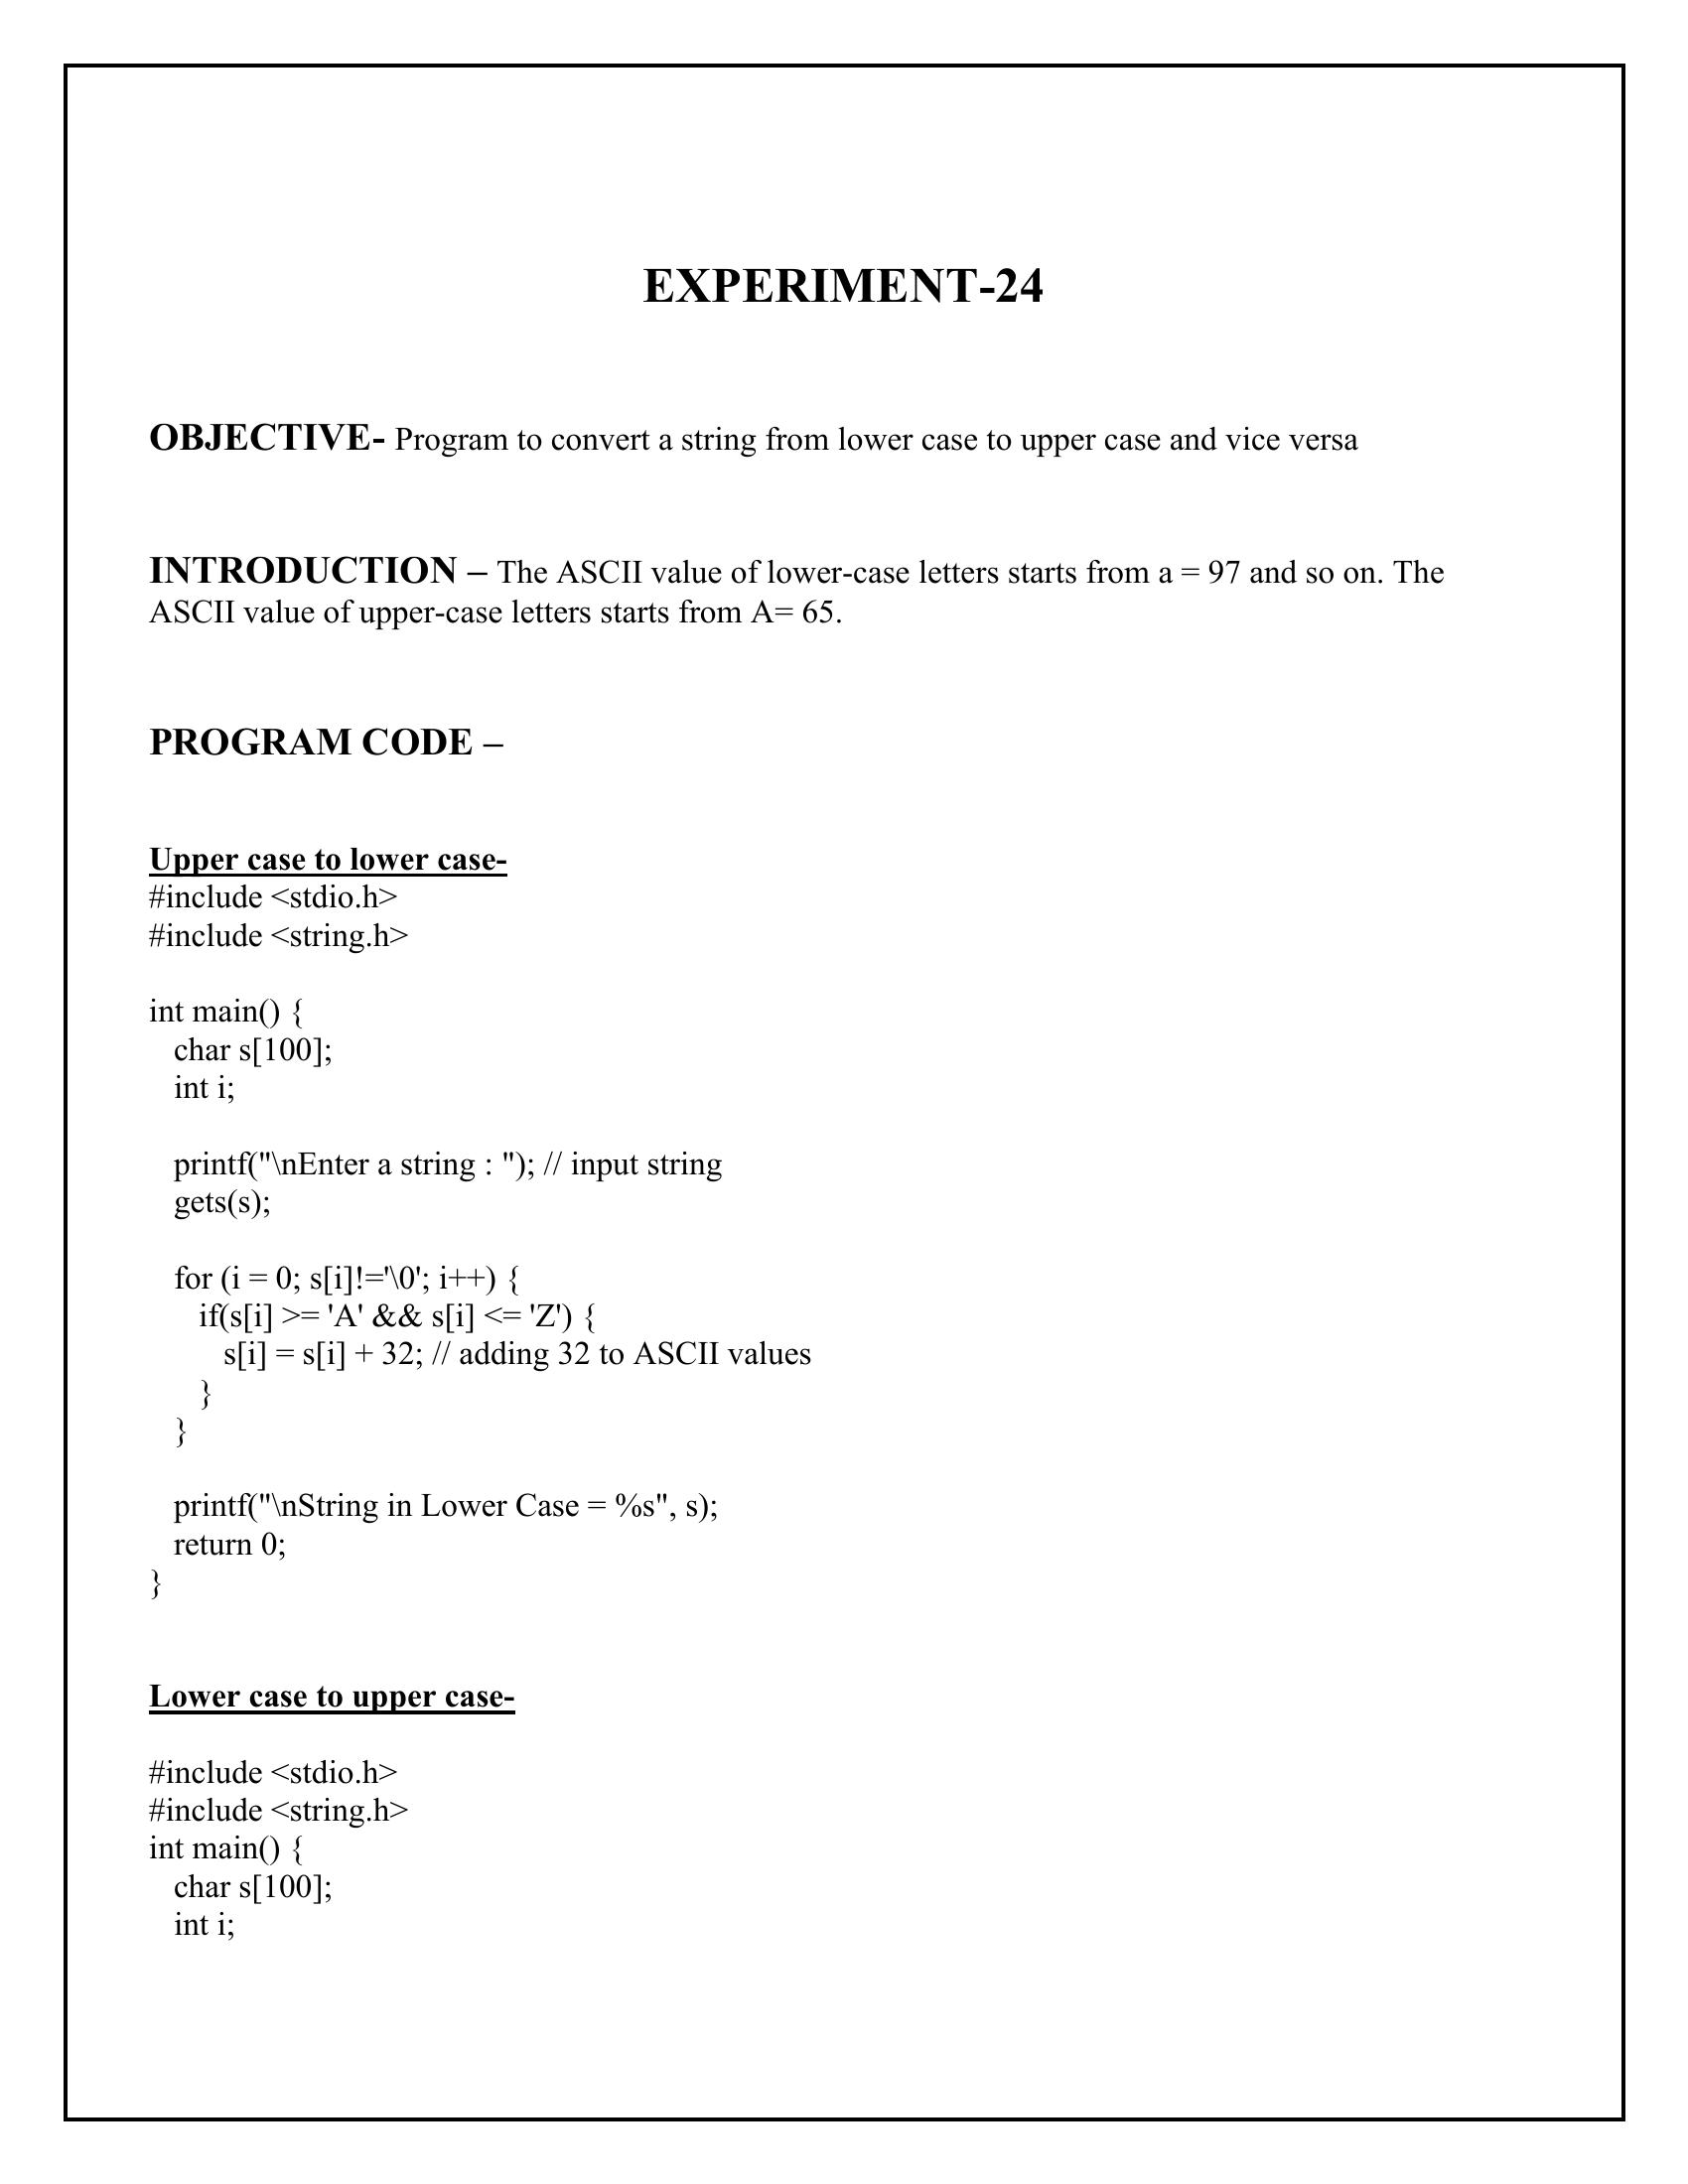 EXPERIMENT-24
OBJECTIVE- Program to convert a string from lower case to upper case and vice versa
INTRODUCTION – The ASCII value of lower-case letters starts from a = 97 and so on. The
ASCII value of upper-case letters starts from A= 65.
PROGRAM CODE –
Upper case to lower case-
#include <stdio.h>
#include <string.h>
int main() {
   char s[100];
   int i;
   printf("\nEnter a string : "); // input string
   gets(s);
   for (i = 0; s[i]!='\0'; i++) {
      if(s[i] >= 'A' && s[i] <= 'Z') {
         s[i] = s[i] + 32; // adding 32 to ASCII values
      }
   }
   printf("\nString in Lower Case = %s", s);
   return 0;
}
Lower case to upper case-
#include <stdio.h>
#include <string.h>
int main() {
   char s[100];
   int i;